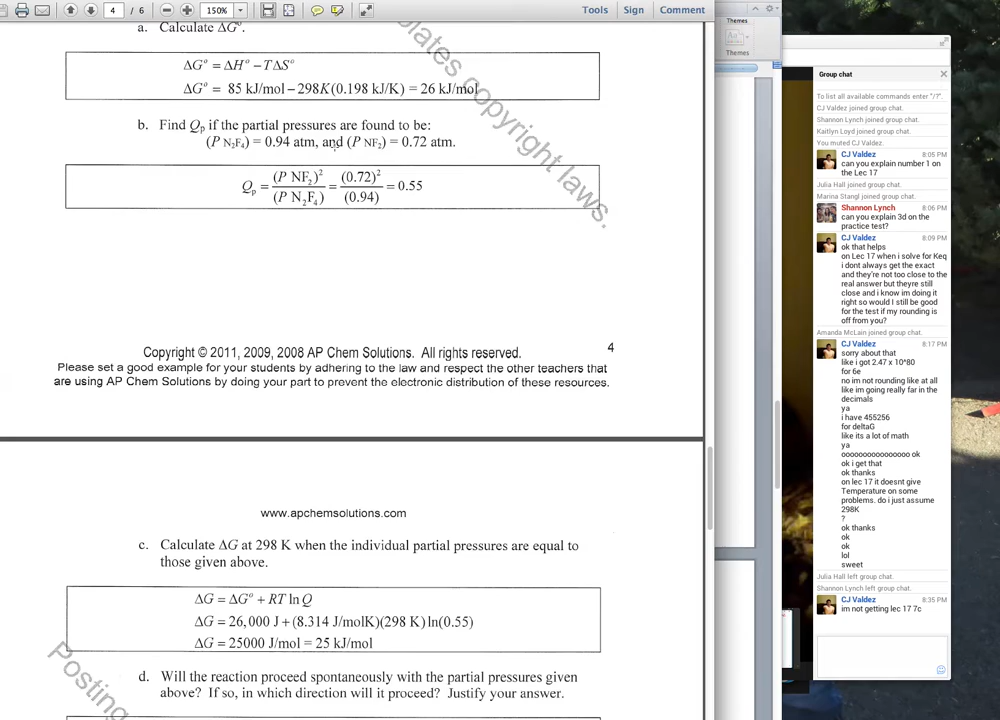 4 / 6 150% Tools Sign Comment
a. Calculate ΔG°.
ΔG° = ΔH° − TΔS°
ΔG° = 85 kJ/mol − 298K(0.198 kJ/K) = 26 kJ/mol
b. Find Qp if the partial pressures are found to be:
(P N₂F₄) = 0.94 atm, and (P NF₂) = 0.72 atm.
Qp = (P NF₂)² / (P N₂F₄) = (0.72)² / (0.94) = 0.55
lates copyright laws.
Copyright © 2011, 2009, 2008 AP Chem Solutions. All rights reserved.
4
Please set a good example for your students by adhering to the law and respect the other teachers that
are using AP Chem Solutions by doing your part to prevent the electronic distribution of these resources.
www.apchemsolutions.com
c. Calculate ΔG at 298 K when the individual partial pressures are equal to
those given above.
ΔG = ΔG° + RT ln Q
ΔG = 26,000 J + (8.314 J/molK)(298 K) ln(0.55)
ΔG = 25000 J/mol = 25 kJ/mol
d. Will the reaction proceed spontaneously with the partial pressures given
above? If so, in which direction will it proceed? Justify your answer.
Posting
Themes
Aa
Themes
Group chat
To list all available commands enter "/?".
CJ Valdez joined group chat.
Shannon Lynch joined group chat.
Kaitlyn Loyd joined group chat.
You muted CJ Valdez.
CJ Valdez 8:05 PM
can you explain number 1 on
the Lec 17
Julia Hall joined group chat.
Marina Stangl joined group chat.
Shannon Lynch 8:06 PM
can you explain 3d on the
practice test?
CJ Valdez 8:09 PM
ok that helps
on Lec 17 when i solve for Keq
i dont always get the exact
and they're not too close to the
real answer but theyre still
close and i know im doing it
right so would I still be good
for the test if my rounding is
off from you?
Amanda McLain joined group chat.
CJ Valdez 8:17 PM
sorry about that
like i got 2.47 x 10^80
for 6e
no im not rounding like at all
like im going really far in the
decimals
ya
i have 455256
for deltaG
like its a lot of math
ya
oooooooooooooooo ok
ok i get that
ok thanks
on lec 17 it doesnt give
Temperature on some
problems. do i just assume
298K
?
ok thanks
ok
ok
lol
sweet
Julia Hall left group chat.
Shannon Lynch left group chat.
CJ Valdez 8:35 PM
im not getting lec 17 7c